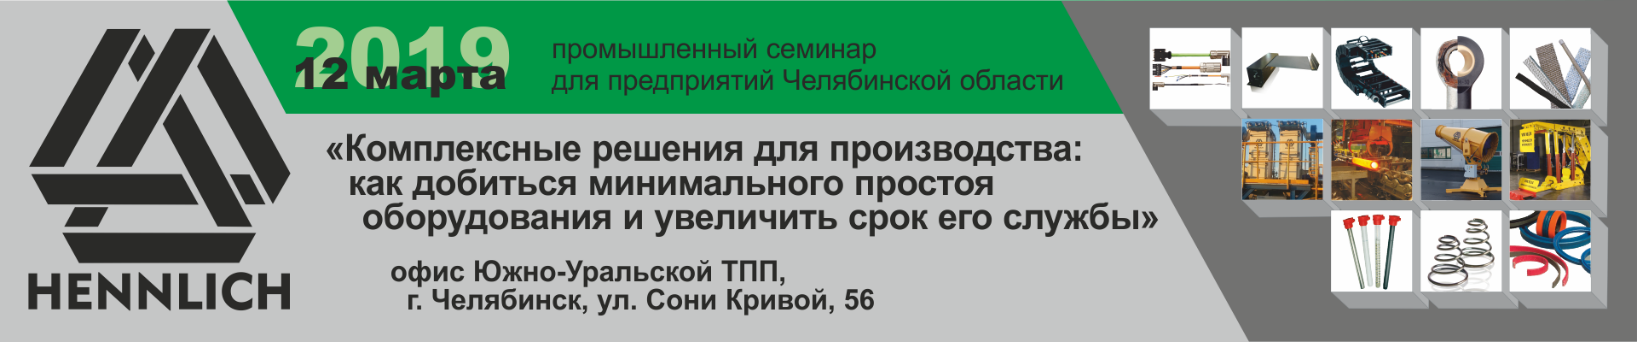 HENNLICH
2019
12 марта
промышленный семинар
для предприятий Челябинской области
«Комплексные решения для производства:
как добиться минимального простоя
оборудования и увеличить срок его службы»
офис Южно-Уральской ТПП,
г. Челябинск, ул. Сони Кривой, 56